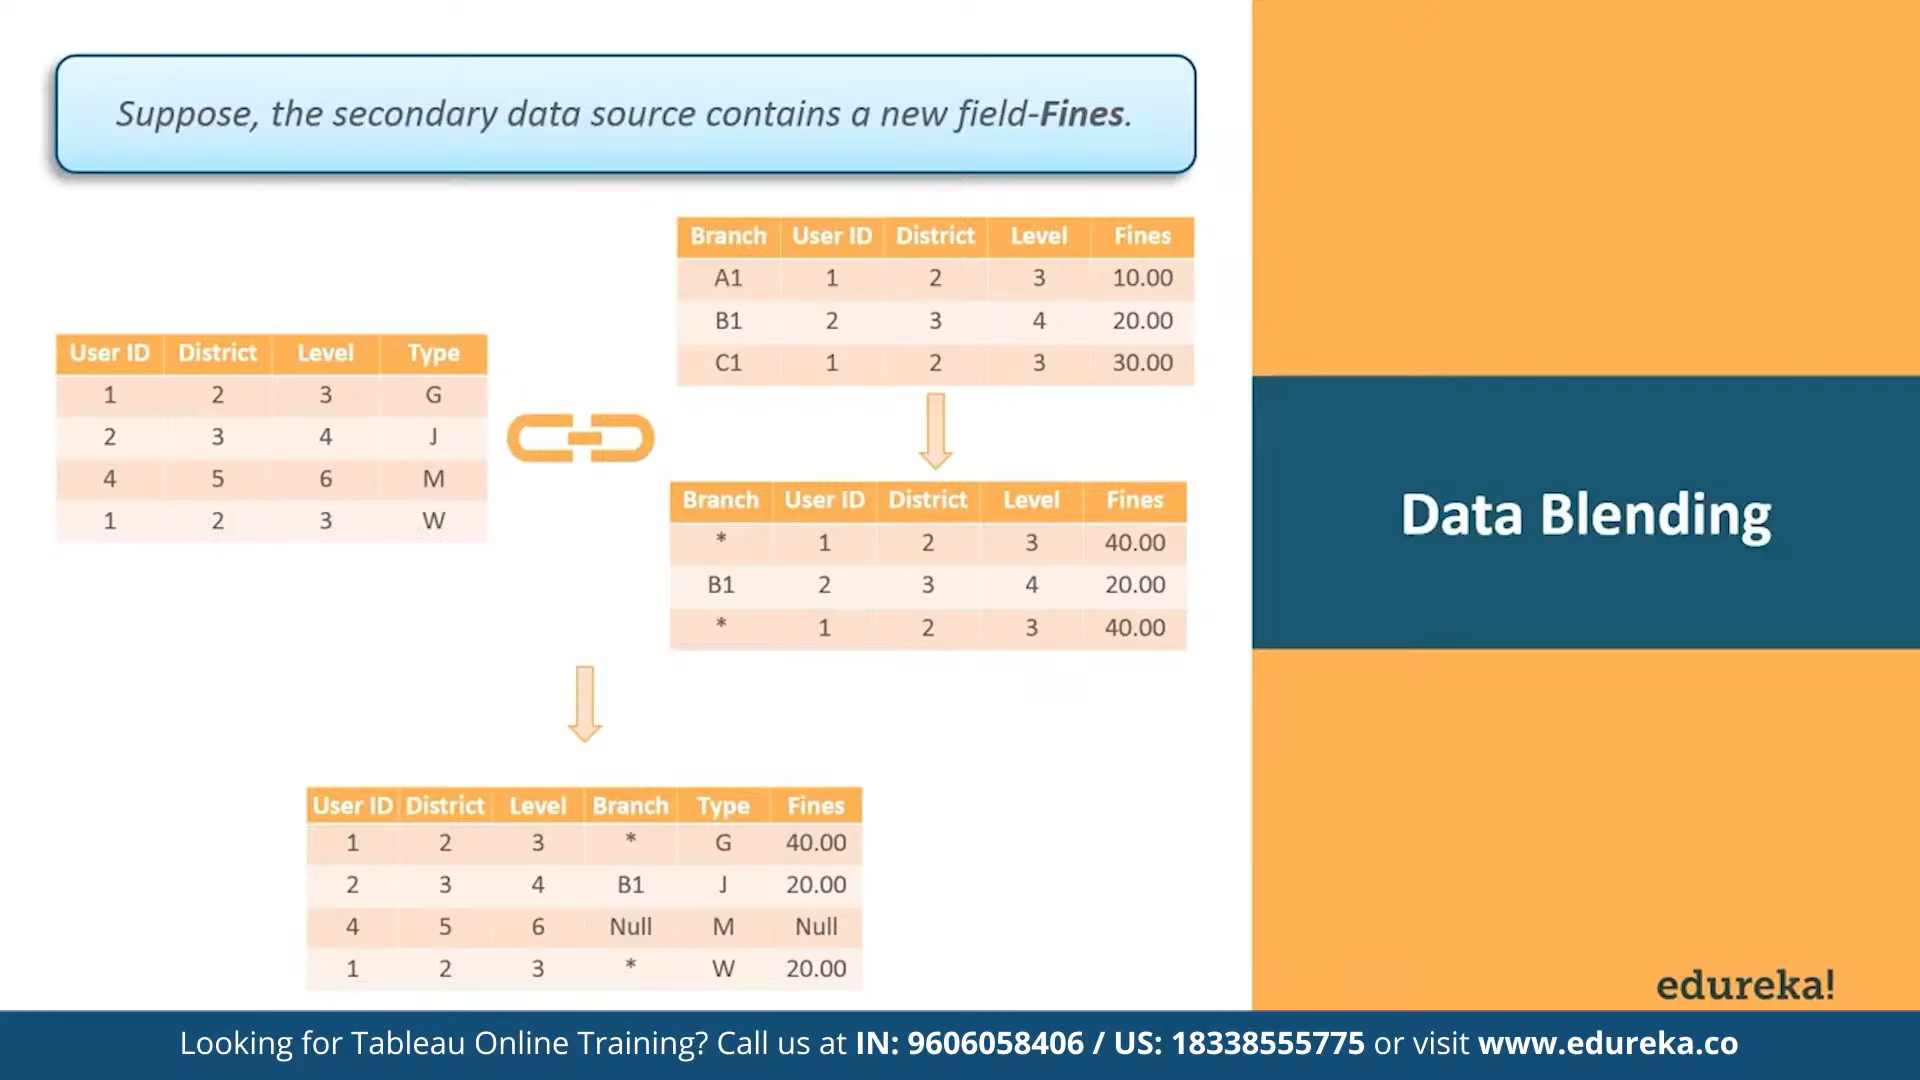 Suppose, the secondary data source contains a new field-Fines.
Branch User ID District Level Fines
A1 1 2 3 10.00
B1 2 3 4 20.00
C1 1 2 3 30.00
User ID District Level Type
1 2 3 G
2 3 4 J
4 5 6 M
1 2 3 W
Branch User ID District Level Fines
* 1 2 3 40.00
B1 2 3 4 20.00
* 1 2 3 40.00
Data Blending
User ID District Level Branch Type Fines
1 2 3 * G 40.00
2 3 4 B1 J 20.00
4 5 6 Null M Null
1 2 3 * W 20.00
edureka!
Looking for Tableau Online Training? Call us at IN: 9606058406 / US: 18338555775 or visit www.edureka.co